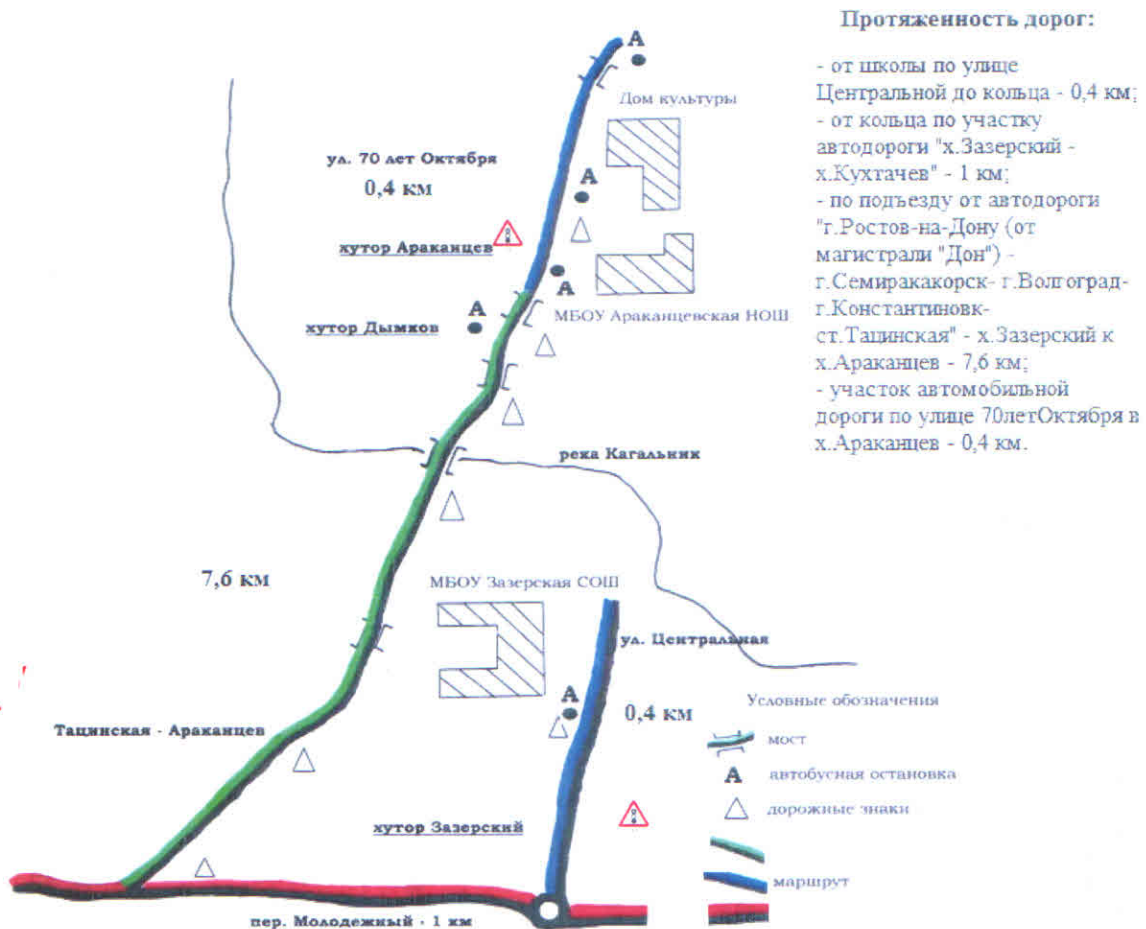 Протяженность дорог:
- от школы по улице
Центральной до кольца - 0,4 км;
- от кольца по участку
автодороги "х.Зазерский -
х.Кухтачев" - 1 км;
- по подъезду от автодороги
"г.Ростов-на-Дону (от
магистрали "Дон") -
г.Семиракакорск- г.Волгоград-
г.Константиновк-
ст.Тацинская" - х.Зазерский к
х.Араканцев - 7,6 км;
- участок автомобильной
дороги по улице 70летОктября в
х.Араканцев - 0,4 км.
А
Дом культуры
ул. 70 лет Октября
0,4 км
А
хутор Араканцев
А
А
хутор Дымков
МБОУ Араканцевская НОШ
река Кагальник
7,6 км
МБОУ Зазерская СОШ
ул. Центральная
А
0,4 км
Тацинская - Араканцев
хутор Зазерский
пер. Молодежный - 1 км
Условные обозначения
мост
А автобусная остановка
дорожные знаки
маршрут